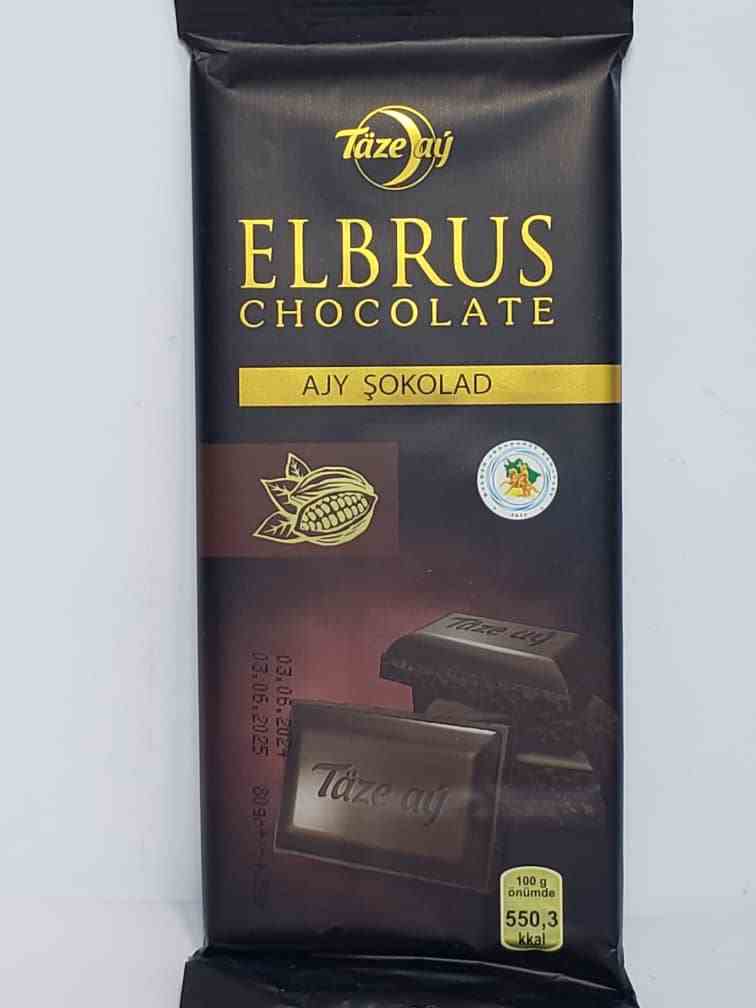 Täze aý
ELBRUS
CHOCOLATE
AJY ŞOKOLAD
Täze aý
03.06.2024
03.06.2025 80g
Täze aý
100 g
önümde
550,3
kkal